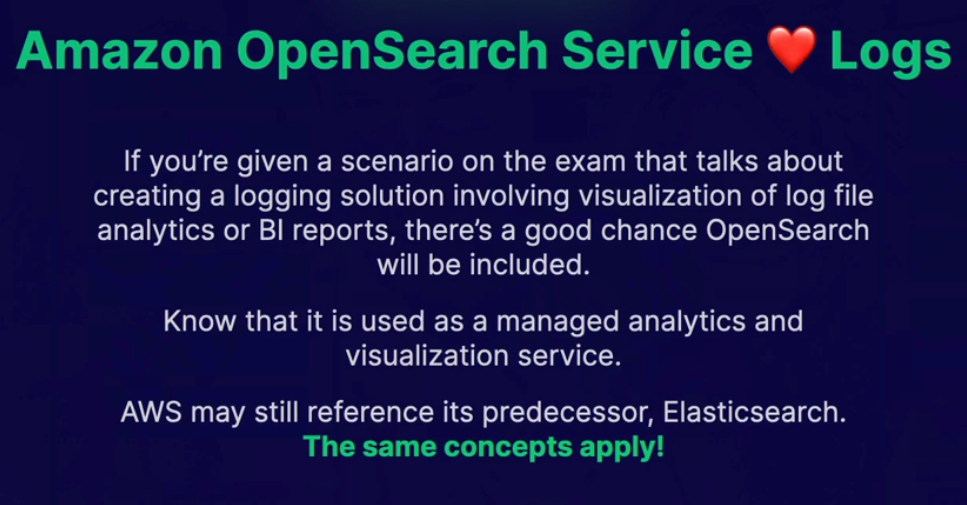 Amazon OpenSearch Service ❤️ Logs
If you’re given a scenario on the exam that talks about
creating a logging solution involving visualization of log file
analytics or BI reports, there’s a good chance OpenSearch
will be included.
Know that it is used as a managed analytics and
visualization service.
AWS may still reference its predecessor, Elasticsearch.
The same concepts apply!